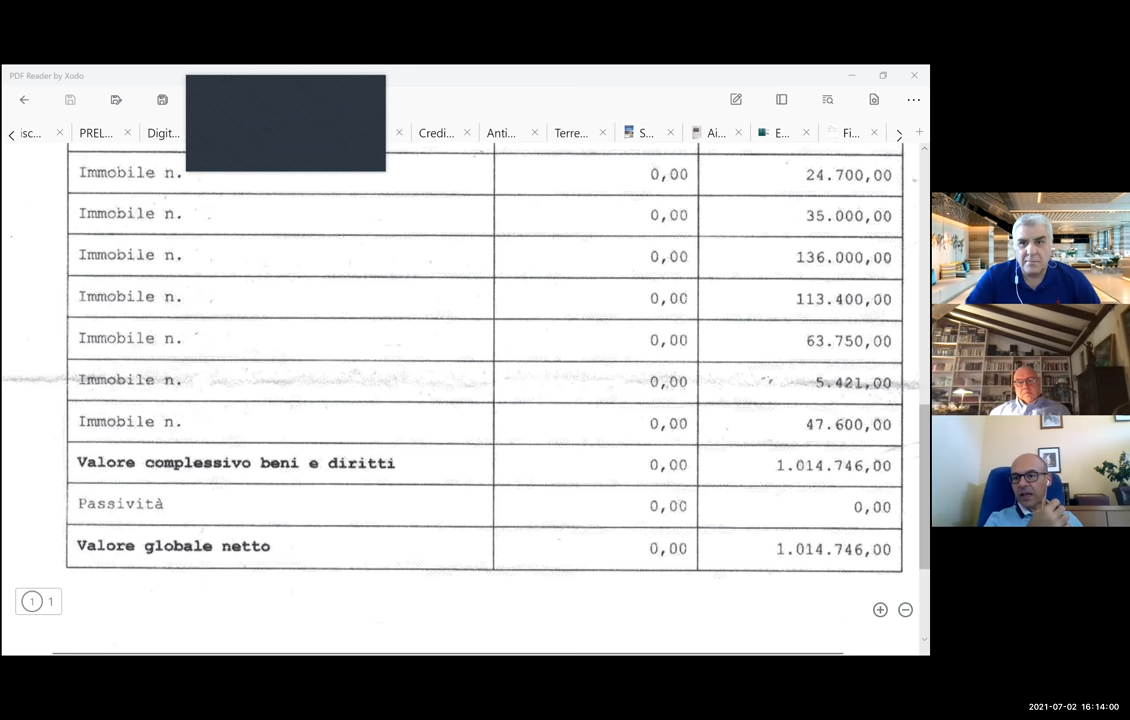 PDF Reader by Xodo
isc... PREL... Digit... Credi... Anti... Terre... S... Ai... E... Fi...
Immobile n. 0,00 24.700,00
Immobile n. 0,00 35.000,00
Immobile n. 0,00 136.000,00
Immobile n. 0,00 113.400,00
Immobile n. 0,00 63.750,00
Immobile n. 0,00 5.421,00
Immobile n. 0,00 47.600,00
Valore complessivo beni e diritti 0,00 1.014.746,00
Passività 0,00 0,00
Valore globale netto 0,00 1.014.746,00
1 1
2021-07-02 16:14:00